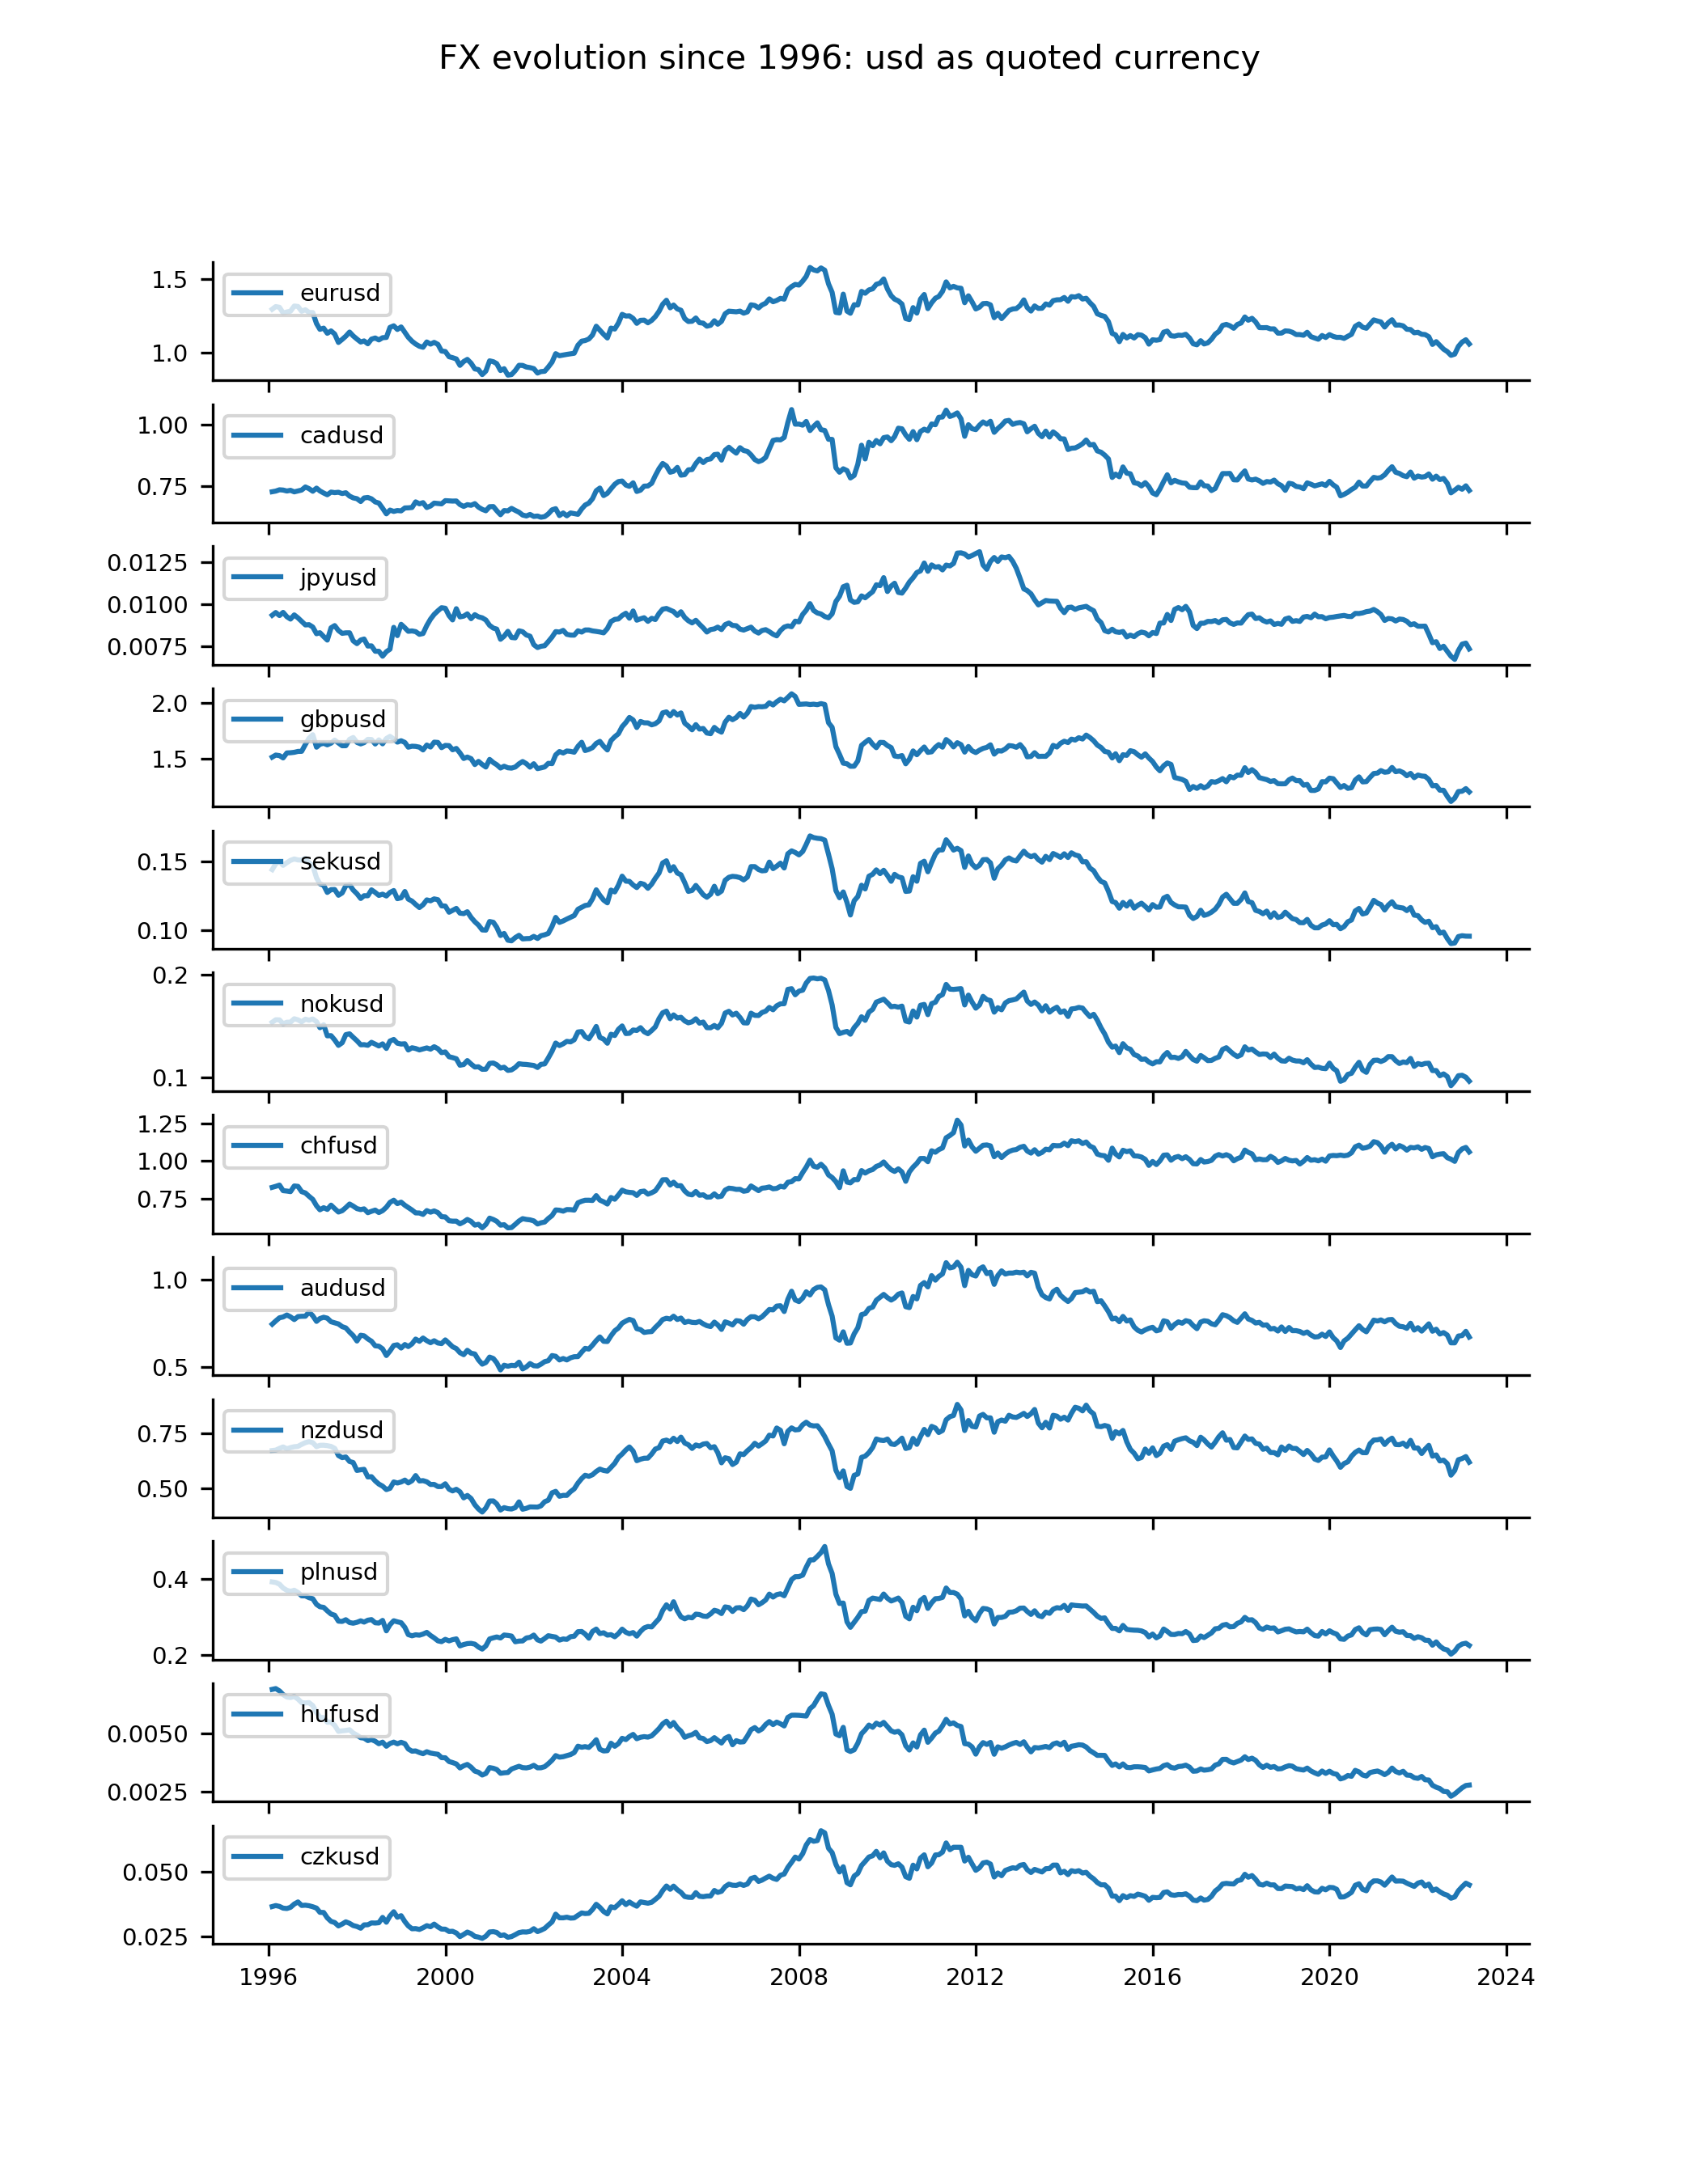 FX evolution since 1996: usd as quoted currency
1.5
eurusd
1.0
1.00
cadusd
0.75
0.0125
jpyusd
0.0100
0.0075
2.0
gbpusd
1.5
0.15
sekusd
0.10
0.2
nokusd
0.1
1.25
chfusd
1.00
0.75
1.0
audusd
0.5
nzdusd
0.75
0.50
plnusd
0.4
0.2
hufusd
0.0050
0.0025
czkusd
0.050
0.025
1996 2000 2004 2008 2012 2016 2020 2024